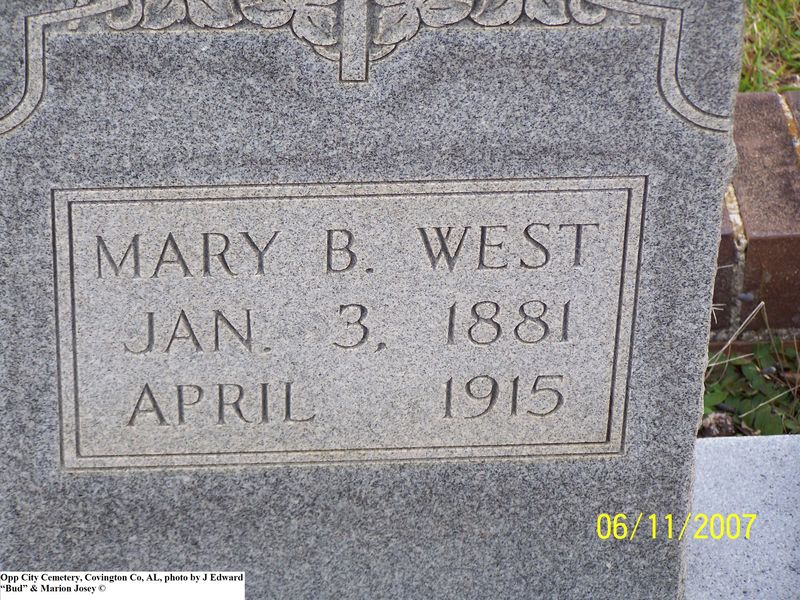 MARY B. WEST
JAN. 3, 1881
APRIL 1915
06/11/2007
Opp City Cemetery, Covington Co, AL, photo by J Edward
“Bud” & Marion Josey ©